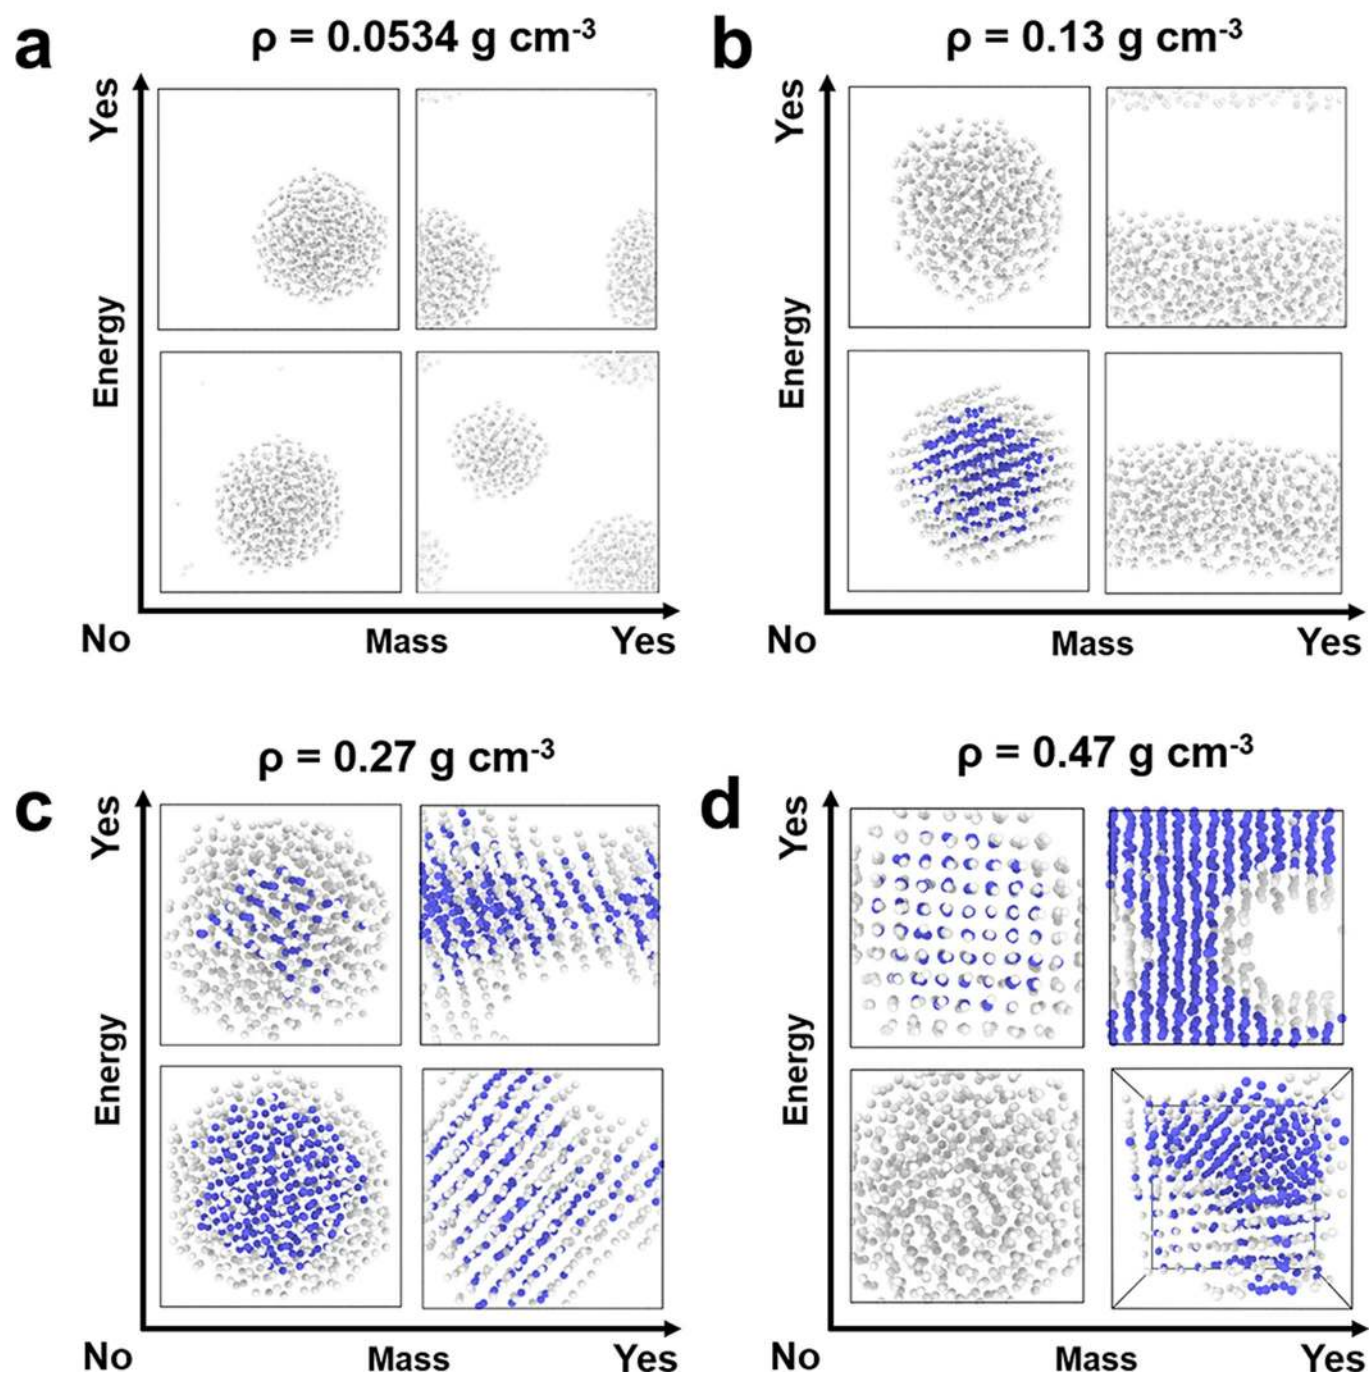 a
ρ = 0.0534 g cm-3
Yes
Energy
No
Mass
Yes
b
ρ = 0.13 g cm-3
Yes
Energy
No
Mass
Yes
c
ρ = 0.27 g cm-3
Yes
Energy
No
Mass
Yes
d
ρ = 0.47 g cm-3
Yes
Energy
No
Mass
Yes